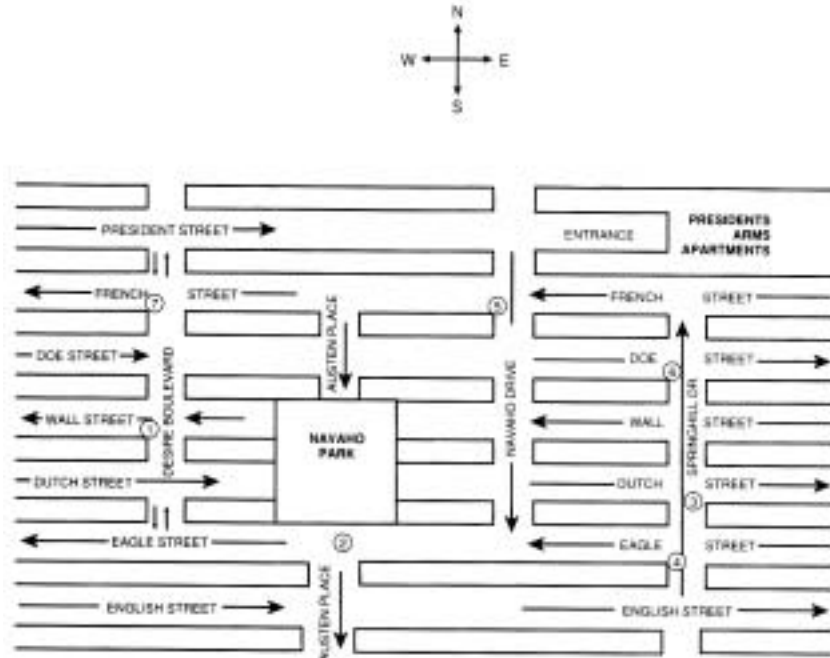 N
W E
S
PRESIDENT STREET
ENTRANCE
PRESIDENTS
ARMS
APARTMENTS
FRENCH STREET
7
5
FRENCH STREET
AUSTEN PLACE
DOE STREET
DOE STREET
6
DESIRE BOULEVARD
NAVAHO DRIVE
SPRINGHILL DR
WALL STREET
1
NAVAHO
PARK
WALL STREET
DUTCH STREET
DUTCH STREET
3
EAGLE STREET
2
EAGLE STREET
4
AUSTEN PLACE
ENGLISH STREET
ENGLISH STREET